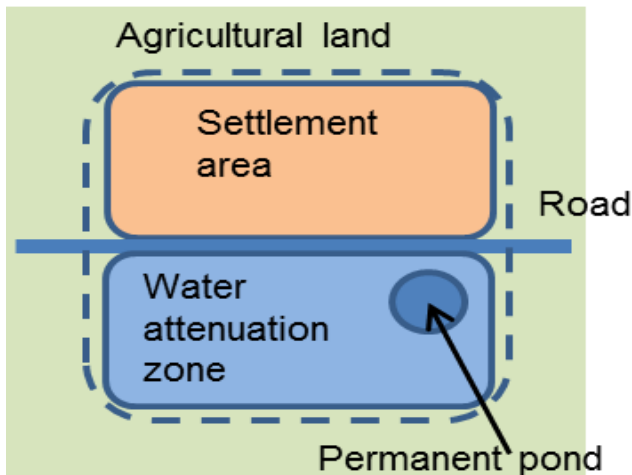 Agricultural land
Settlement
area
Road
Water
attenuation
zone
Permanent pond